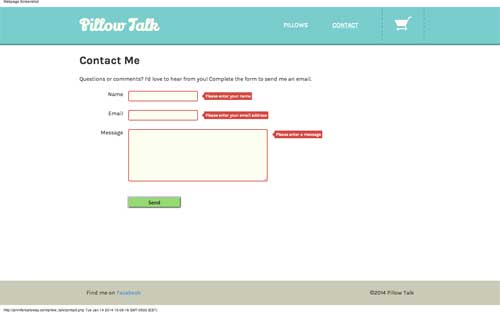 Webpage Screenshot
Pillow Talk
PILLOWS
CONTACT
Contact Me
Questions or comments? I'd love to hear from you! Complete the form to send me an email.
Name
Please enter your name
Email
Please enter your email address
Message
Please enter a message
Send
Find me on Facebook
©2014 Pillow Talk